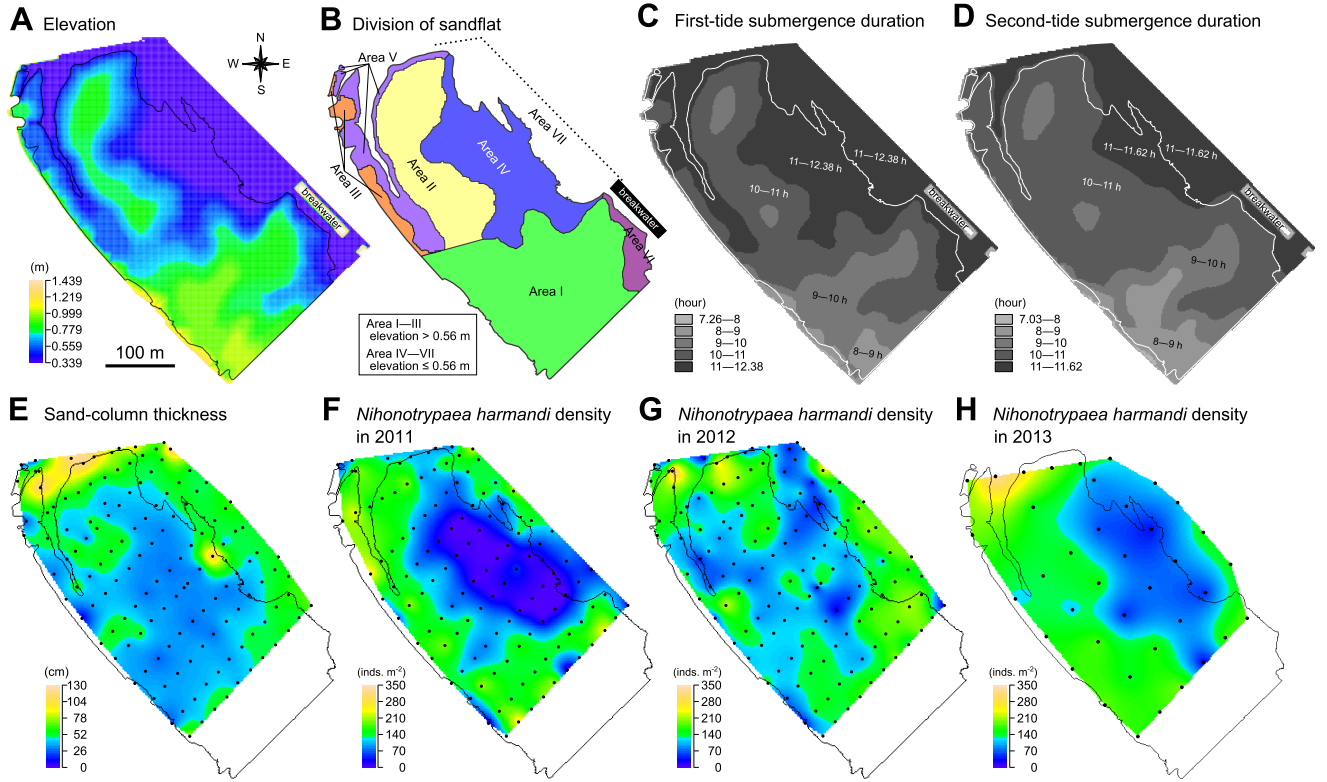 A Elevation
N
W E
S
breakwater
(m)
1.439
1.219
0.999
0.779
0.559
0.339
100 m
B Division of sandflat
Area V
Area VII
Area IV
Area II
Area III
breakwater
Area VI
Area I
Area I—III
elevation > 0.56 m
Area IV—VII
elevation ≤ 0.56 m
C First-tide submergence duration
11—12.38 h
11—12.38 h
10—11 h
breakwater
9—10 h
8—9 h
(hour)
7.26—8
8—9
9—10
10—11
11—12.38
D Second-tide submergence duration
11—11.62 h
11—11.62 h
10—11 h
breakwater
9—10 h
8—9 h
(hour)
7.03—8
8—9
9—10
10—11
11—11.62
E Sand-column thickness
(cm)
130
104
78
52
26
0
F Nihonotrypaea harmandi density
in 2011
(inds. m-2)
350
280
210
140
70
0
G Nihonotrypaea harmandi density
in 2012
(inds. m-2)
350
280
210
140
70
0
H Nihonotrypaea harmandi density
in 2013
(inds. m-2)
350
280
210
140
70
0